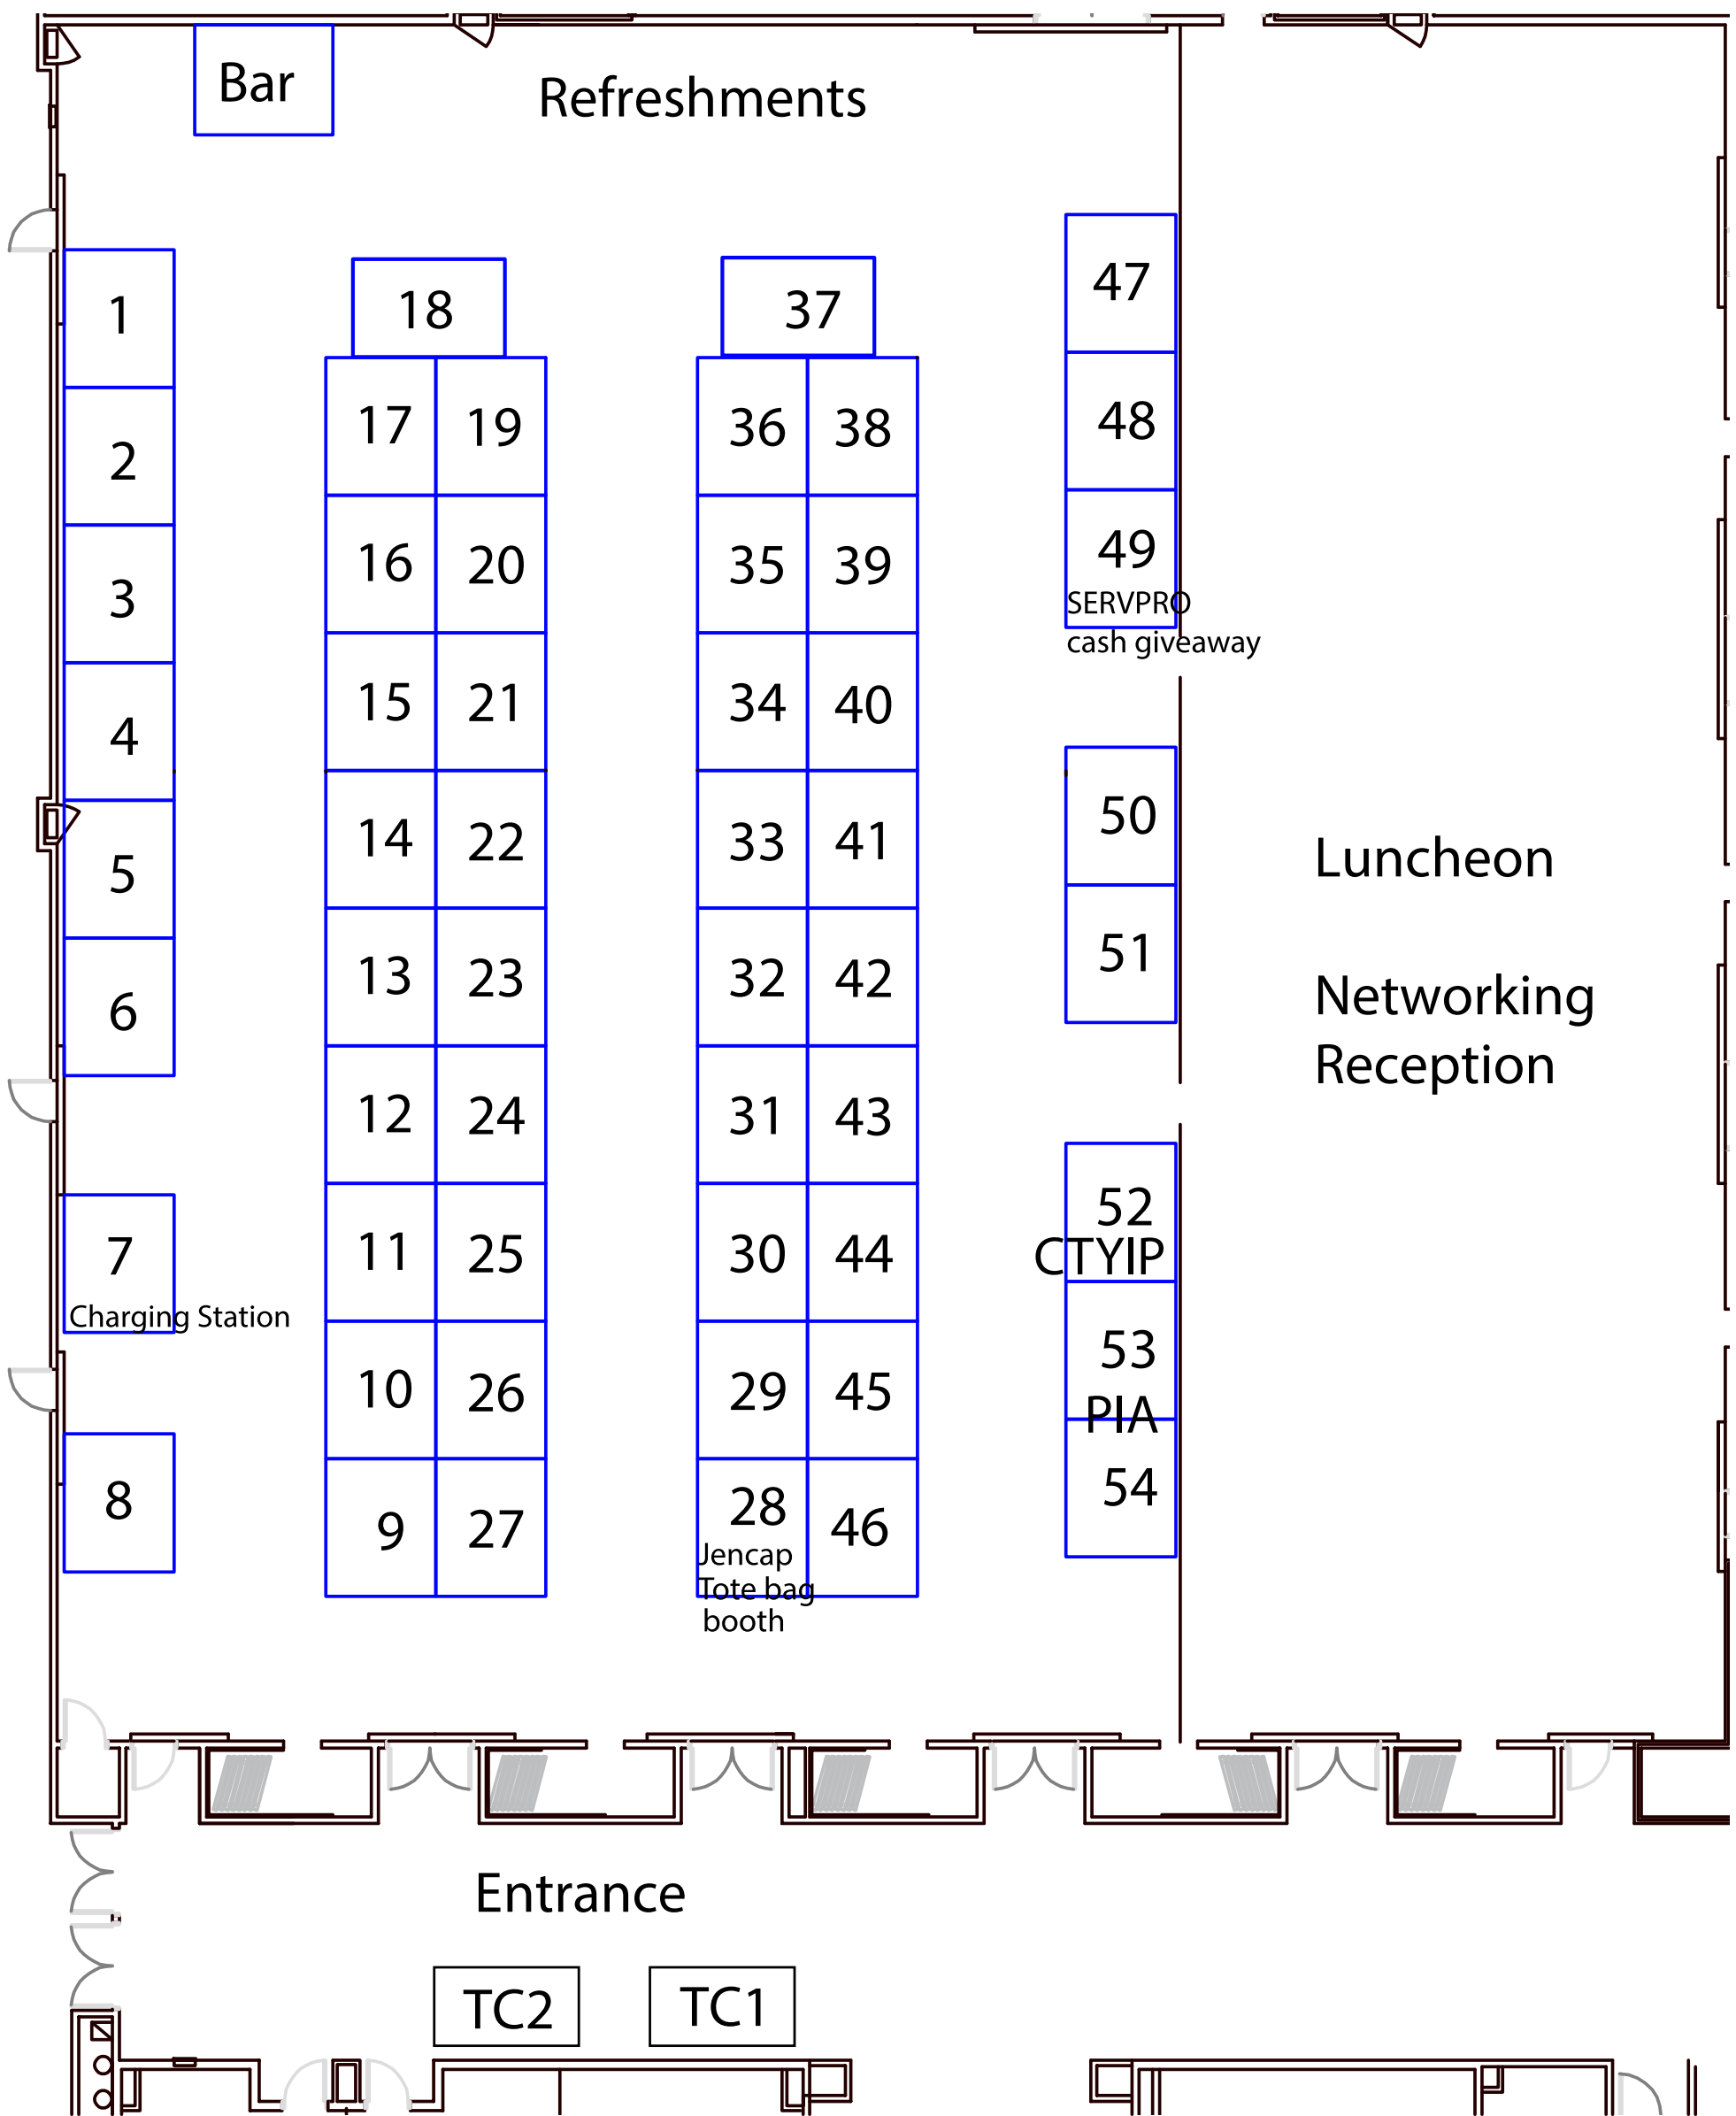 Bar
Refreshments
1
2
3
4
5
6
7
Charging Station
8
18
17 19
16 20
15 21
14 22
13 23
12 24
11 25
10 26
9 27
37
36 38
35 39
34 40
33 41
32 42
31 43
30 44
29 45
28 46
Jencap
Tote bag
booth
47
48
49
SERVPRO
cash giveaway
50
51
52
CTYIP
53
PIA
54
Luncheon
Networking
Reception
Entrance
TC2 TC1